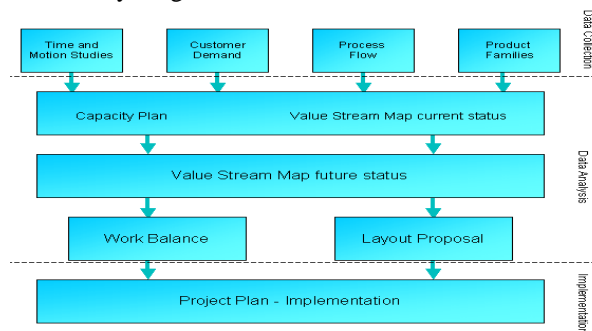 Data Collection
Time and
Motion Studies
Customer
Demand
Process
Flow
Product
Families
Capacity Plan
Value Stream Map current status
Data Analysis
Value Stream Map future status
Work Balance
Layout Proposal
Implementation
Project Plan - Implementation